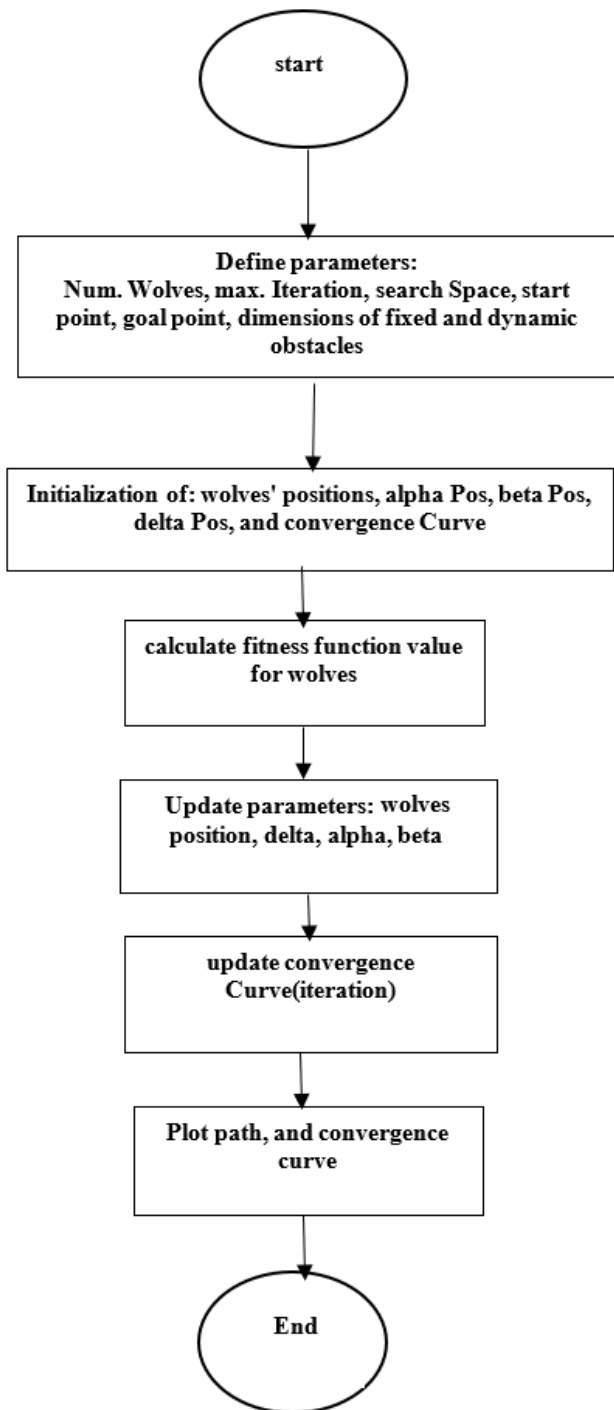 start
Define parameters:
Num. Wolves, max. Iteration, search Space, start
point, goal point, dimensions of fixed and dynamic
obstacles
Initialization of: wolves' positions, alpha Pos, beta Pos,
delta Pos, and convergence Curve
calculate fitness function value
for wolves
Update parameters: wolves
position, delta, alpha, beta
update convergence
Curve(iteration)
Plot path, and convergence
curve
End